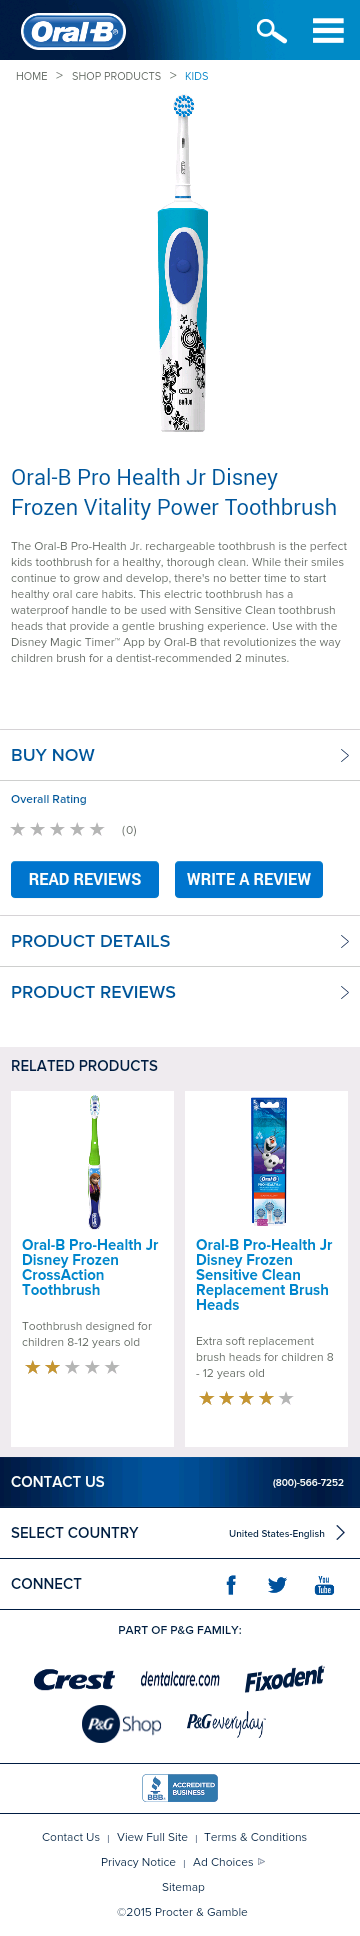 Oral-B
HOME > SHOP PRODUCTS > KIDS
Oral-B
BRAUN
Oral-B Pro Health Jr Disney
Frozen Vitality Power Toothbrush
The Oral-B Pro-Health Jr. rechargeable toothbrush is the perfect
kids toothbrush for a healthy, thorough clean. While their smiles
continue to grow and develop, there's no better time to start
healthy oral care habits. This electric toothbrush has a
waterproof handle to be used with Sensitive Clean toothbrush
heads that provide a gentle brushing experience. Use with the
Disney Magic Timer™ App by Oral-B that revolutionizes the way
children brush for a dentist-recommended 2 minutes.
BUY NOW
Overall Rating
(0)
READ REVIEWS WRITE A REVIEW
PRODUCT DETAILS
PRODUCT REVIEWS
RELATED PRODUCTS
Oral-B
PRO-HEALTH
Oral-B Pro-Health Jr
Disney Frozen
CrossAction
Toothbrush
Toothbrush designed for
children 8-12 years old
Oral-B Pro-Health Jr
Disney Frozen
Sensitive Clean
Replacement Brush
Heads
Extra soft replacement
brush heads for children 8
- 12 years old
CONTACT US (800)-566-7252
SELECT COUNTRY United States-English
CONNECT f You Tube
PART OF P&G FAMILY:
Crest dentalcare.com Fixodent
P&G Shop P&G everyday
BBB ACCREDITED
BUSINESS
Contact Us | View Full Site | Terms & Conditions
Privacy Notice | Ad Choices
Sitemap
©2015 Procter & Gamble